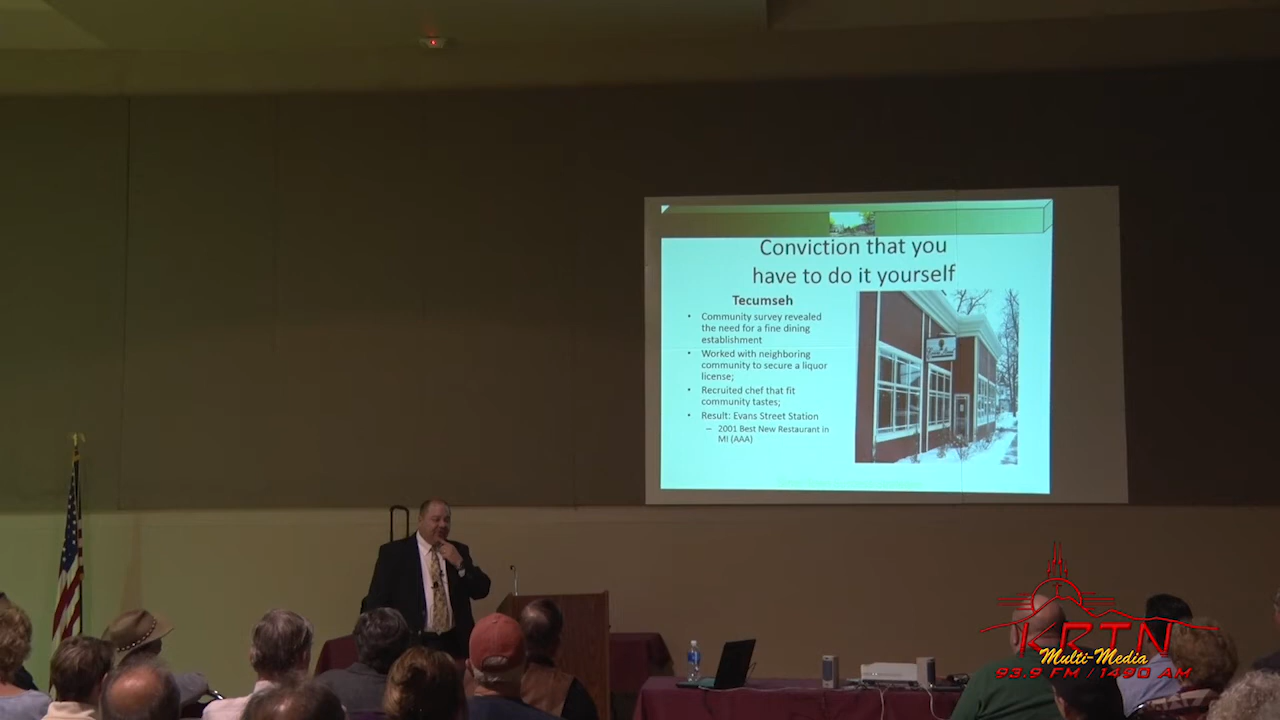 Conviction that you
have to do it yourself
Tecumseh
• Community survey revealed
the need for a fine dining
establishment
• Worked with neighboring
community to secure a liquor
license;
• Recruited chef that fit
community tastes;
• Result: Evans Street Station
– 2001 Best New Restaurant in
MI (AAA)
KRTN
Multi-Media
93.9 FM / 1490 AM